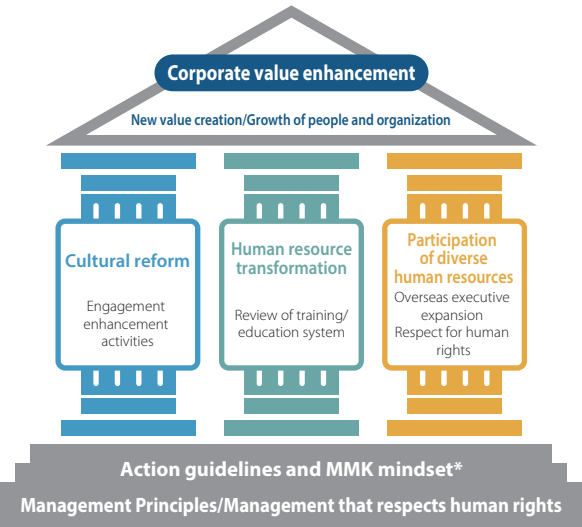 Corporate value enhancement
New value creation/Growth of people and organization
Cultural reform
Engagement
enhancement
activities
Human resource
transformation
Review of training/
education system
Participation
of diverse
human resources
Overseas executive
expansion
Respect for human
rights
Action guidelines and MMK mindset*
Management Principles/Management that respects human rights